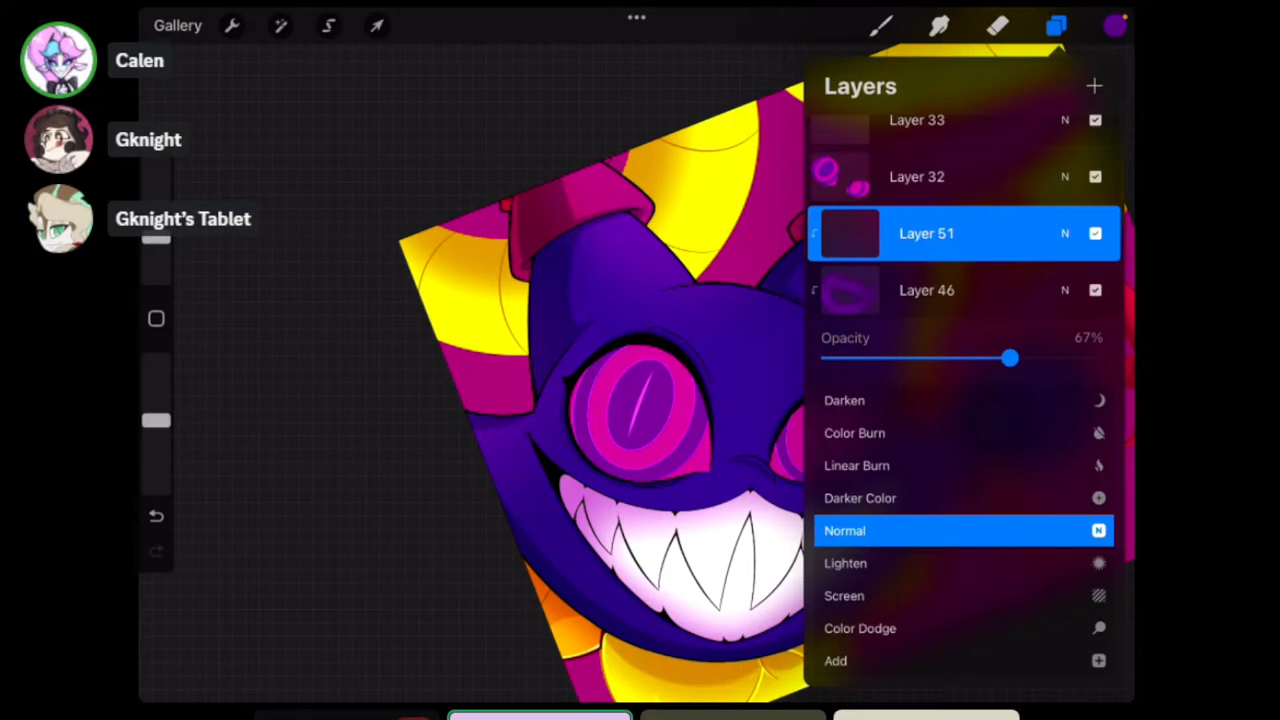 Gallery
Calen
Gknight
Gknight's Tablet
Layers
Layer 33 N
Layer 32 N
Layer 51 N
Layer 46 N
Opacity 67%
Darken
Color Burn
Linear Burn
Darker Color
Normal N
Lighten
Screen
Color Dodge
Add